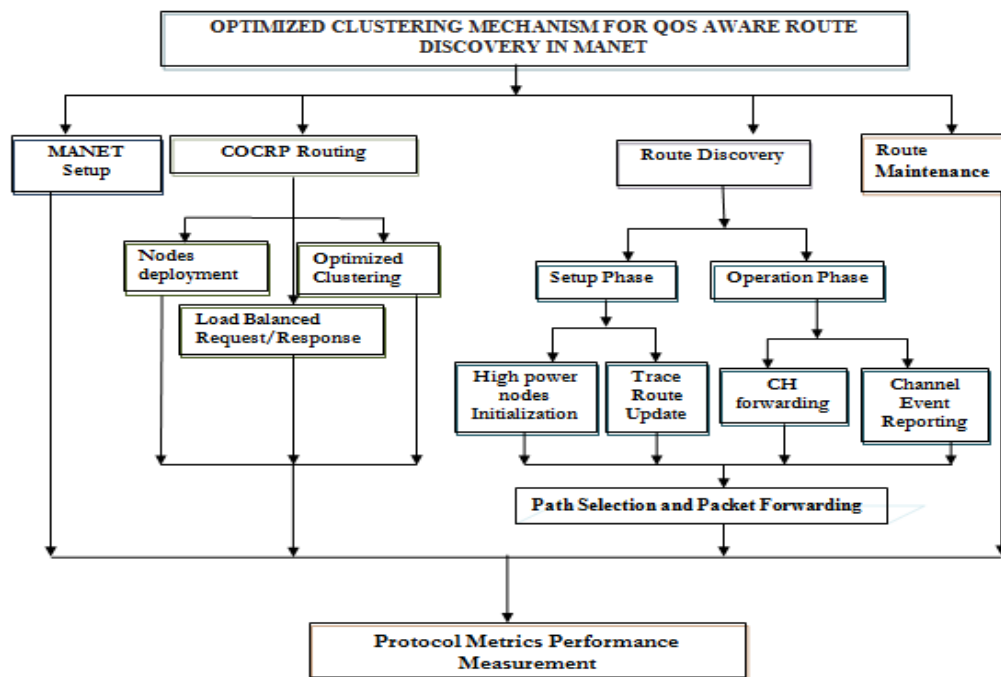 OPTIMIZED CLUSTERING MECHANISM FOR QOS AWARE ROUTE
DISCOVERY IN MANET
MANET
Setup
COCRP Routing
Route Discovery
Route
Maintenance
Nodes
deployment
Optimized
Clustering
Load Balanced
Request/Response
Setup Phase
Operation Phase
High power
nodes
Initialization
Trace
Route
Update
CH
forwarding
Channel
Event
Reporting
Path Selection and Packet Forwarding
Protocol Metrics Performance
Measurement